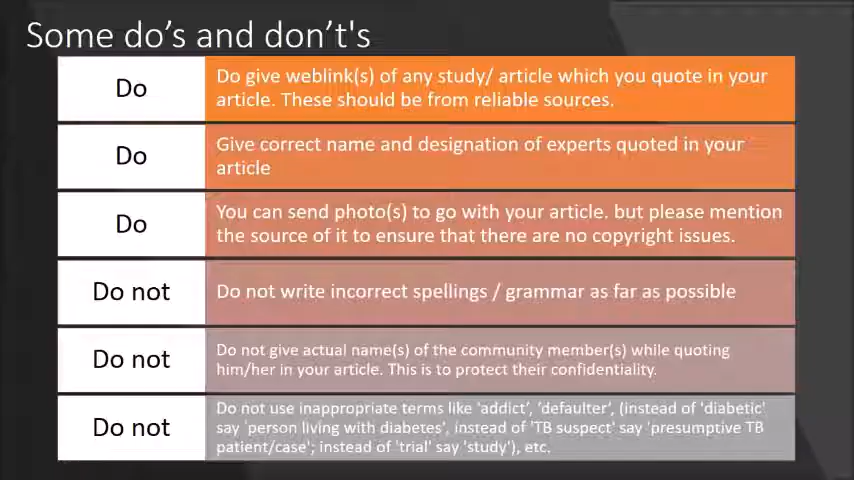 Some do’s and don’t's
Do
Do give weblink(s) of any study/ article which you quote in your
article. These should be from reliable sources.
Do
Give correct name and designation of experts quoted in your
article
Do
You can send photo(s) to go with your article. but please mention
the source of it to ensure that there are no copyright issues.
Do not
Do not write incorrect spellings / grammar as far as possible
Do not
Do not give actual name(s) of the community member(s) while quoting
him/her in your article. This is to protect their confidentiality.
Do not
Do not use inappropriate terms like 'addict’, ‘defaulter’, (instead of 'diabetic'
say 'person living with diabetes’, instead of 'TB suspect' say 'presumptive TB
patient/case'; instead of 'trial' say 'study'), etc.